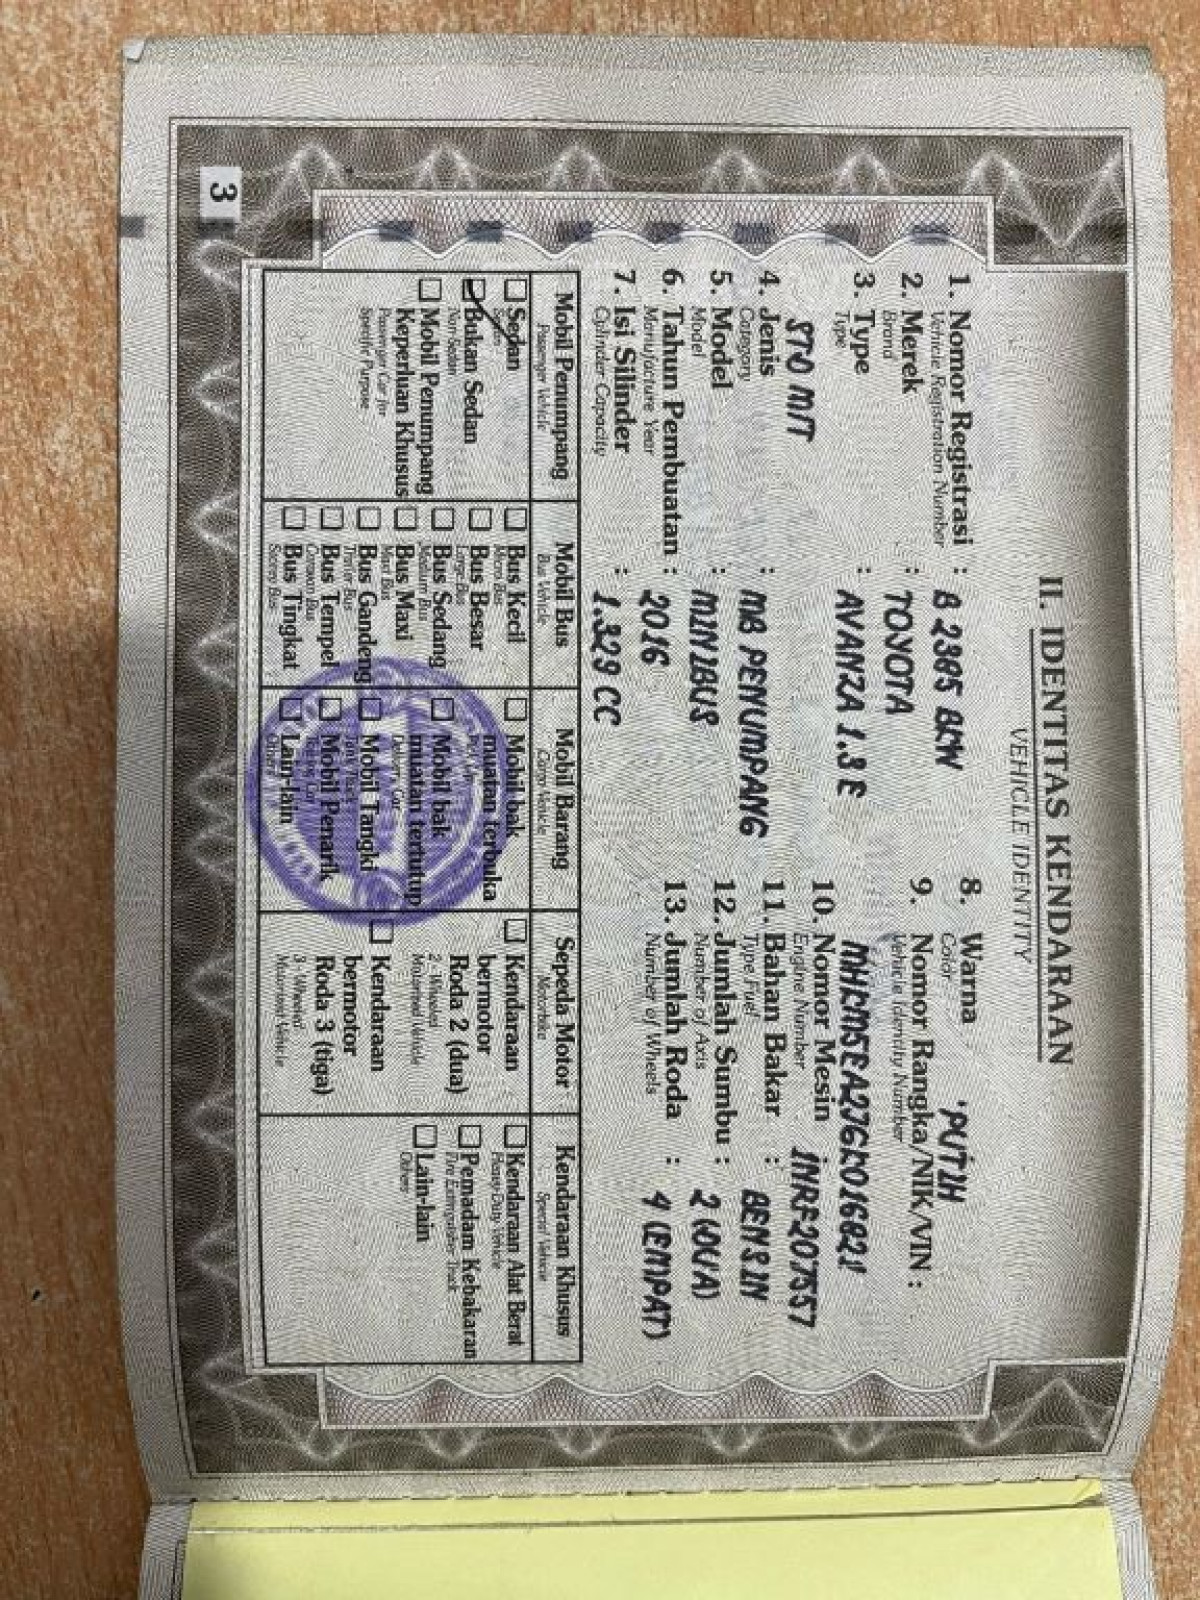 II. IDENTITAS KENDARAAN
VEHICLE IDENTITY
1. Nomor Registrasi : B 2365 BKW
Vehicle Registration Number
2. Merek : TOYOTA
Brand
3. Type : AVANZA 1.3 E
Type
STD M/T
4. Jenis : MB PENUMPANG
Category
5. Model : MINIBUS
Model
6. Tahun Pembuatan : 2016
Manufacture Year
7. Isi Silinder : 1.329 CC
Cylinder Capacity
8. Warna PUTIH
Color
9. Nomor Rangka/NIK/VIN :
Vehicle Identity Number
10. Nomor Mesin 1NRF207557
Engine Number
11. Bahan Bakar : BENSIN
Type Fuel
12. Jumlah Sumbu : 2 (DUA)
Number of Axis
13. Jumlah Roda : 4 (EMPAT)
Number of Wheels
Mobil Penumpang
Passenger Vehicle
Sedan
Bukan Sedan
Non Sedan
Mobil Penumpang
Keperluan Khusus
Passenger Car for
Specific Purpose
Mobil Bus
Bus Vehicle
Bus Kecil
Micro Bus
Bus Besar
Large Bus
Bus Sedang
Medium Bus
Bus Maxi
Maxi Bus
Bus Gandeng
Bus Tempel
Bus Tingkat
Mobil Barang
Cargo Vehicle
Mobil bak
muatan terbuka
Mobil bak
muatan tertutup
Mobil Tangki
Mobil Penarik
Lain-lain
Others
Sepeda Motor
Motorbike
Kendaraan
bermotor
Roda 2 (dua)
2 - Wheeled
Motorized Vehicle
Kendaraan
bermotor
Roda 3 (tiga)
3 - Wheeled
Motorized Vehicle
Kendaraan Khusus
Special Vehicle
Kendaraan Alat Berat
Heavy Duty Vehicle
Pemadam Kebakaran
Fire Extinguisher Truck
Lain-lain
Others
3